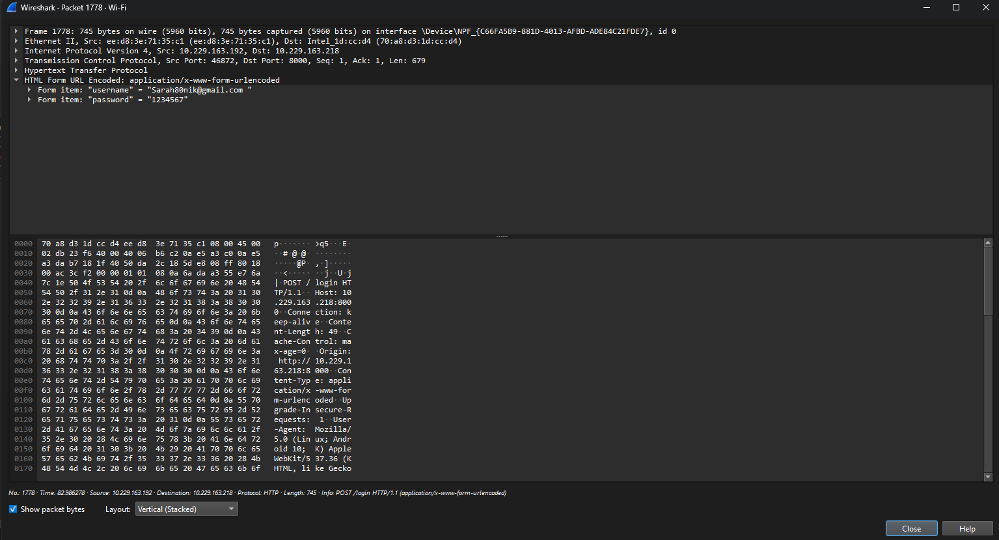 Wireshark · Packet 1778 · Wi-Fi
Frame 1778: 745 bytes on wire (5960 bits), 745 bytes captured (5960 bits) on interface \Device\NPF_{C66FA5B9-881D-4013-AFBD-ADE84C21FDE7}, id 0
Ethernet II, Src: ee:d8:3e:71:35:c1 (ee:d8:3e:71:35:c1), Dst: Intel_1d:cc:d4 (70:a8:d3:1d:cc:d4)
Internet Protocol Version 4, Src: 10.229.163.192, Dst: 10.229.163.218
Transmission Control Protocol, Src Port: 46872, Dst Port: 8000, Seq: 1, Ack: 1, Len: 679
Hypertext Transfer Protocol
HTML Form URL Encoded: application/x-www-form-urlencoded
Form item: "username" = "Sarah80nik@gmail.com "
Form item: "password" = "1234567"
0000 70 a8 d3 1d cc d4 ee d8 3e 71 35 c1 08 00 45 00 p······· >q5···E·
0010 02 db 23 f6 40 00 40 06 b6 c2 0a e5 a3 c0 0a e5 ··#·@·@· ········
0020 a3 da b7 18 1f 40 50 da 2c 18 5d e8 08 ff 80 18 ·····@P· ,·]·····
0030 00 ac 3c f2 00 00 01 01 08 0a 6a da a3 55 e7 6a ··<····· ··j··U·j
0040 7c 1e 50 4f 53 54 20 2f 6c 6f 67 69 6e 20 48 54 |·POST / login HT
0050 54 50 2f 31 2e 31 0d 0a 48 6f 73 74 3a 20 31 30 TP/1.1·· Host: 10
0060 2e 32 32 39 2e 31 36 33 2e 32 31 38 3a 38 30 30 .229.163 .218:800
0070 30 0d 0a 43 6f 6e 6e 65 63 74 69 6f 6e 3a 20 6b 0··Conne ction: k
0080 65 65 70 2d 61 6c 69 76 65 0d 0a 43 6f 6e 74 65 eep-aliv e··Conte
0090 6e 74 2d 4c 65 6e 67 74 68 3a 20 34 39 0d 0a 43 nt-Lengt h: 49··C
00a0 61 63 68 65 2d 43 6f 6e 74 72 6f 6c 3a 20 6d 61 ache-Con trol: ma
00b0 78 2d 61 67 65 3d 30 0d 0a 4f 72 69 67 69 6e 3a x-age=0· ·Origin:
00c0 20 68 74 74 70 3a 2f 2f 31 30 2e 32 32 39 2e 31 http:// 10.229.1
00d0 36 33 2e 32 31 38 3a 38 30 30 30 0d 0a 43 6f 6e 63.218:8 000··Con
00e0 74 65 6e 74 2d 54 79 70 65 3a 20 61 70 70 6c 69 tent-Typ e: appli
00f0 63 61 74 69 6f 6e 2f 78 2d 77 77 77 2d 66 6f 72 cation/x -www-for
0100 6d 2d 75 72 6c 65 6e 63 6f 64 65 64 0d 0a 55 70 m-urlenc oded··Up
0110 67 72 61 64 65 2d 49 6e 73 65 63 75 72 65 2d 52 grade-In secure-R
0120 65 71 75 65 73 74 73 3a 20 31 0d 0a 55 73 65 72 equests: 1··User
0130 2d 41 67 65 6e 74 3a 20 4d 6f 7a 69 6c 6c 61 2f -Agent: Mozilla/
0140 35 2e 30 20 28 4c 69 6e 75 78 3b 20 41 6e 64 72 5.0 (Lin ux; Andr
0150 6f 69 64 20 31 30 3b 20 4b 29 20 41 70 70 6c 65 oid 10; K) Apple
0160 57 65 62 4b 69 74 2f 35 33 37 2e 33 36 20 28 4b WebKit/5 37.36 (K
0170 48 54 4d 4c 2c 20 6c 69 6b 65 20 47 65 63 6b 6f HTML, li ke Gecko
No.: 1778 · Time: 82.986278 · Source: 10.229.163.192 · Destination: 10.229.163.218 · Protocol: HTTP · Length: 745 · Info: POST /login HTTP/1.1 (application/x-www-form-urlencoded)
Show packet bytes Layout: Vertical (Stacked)
Close Help